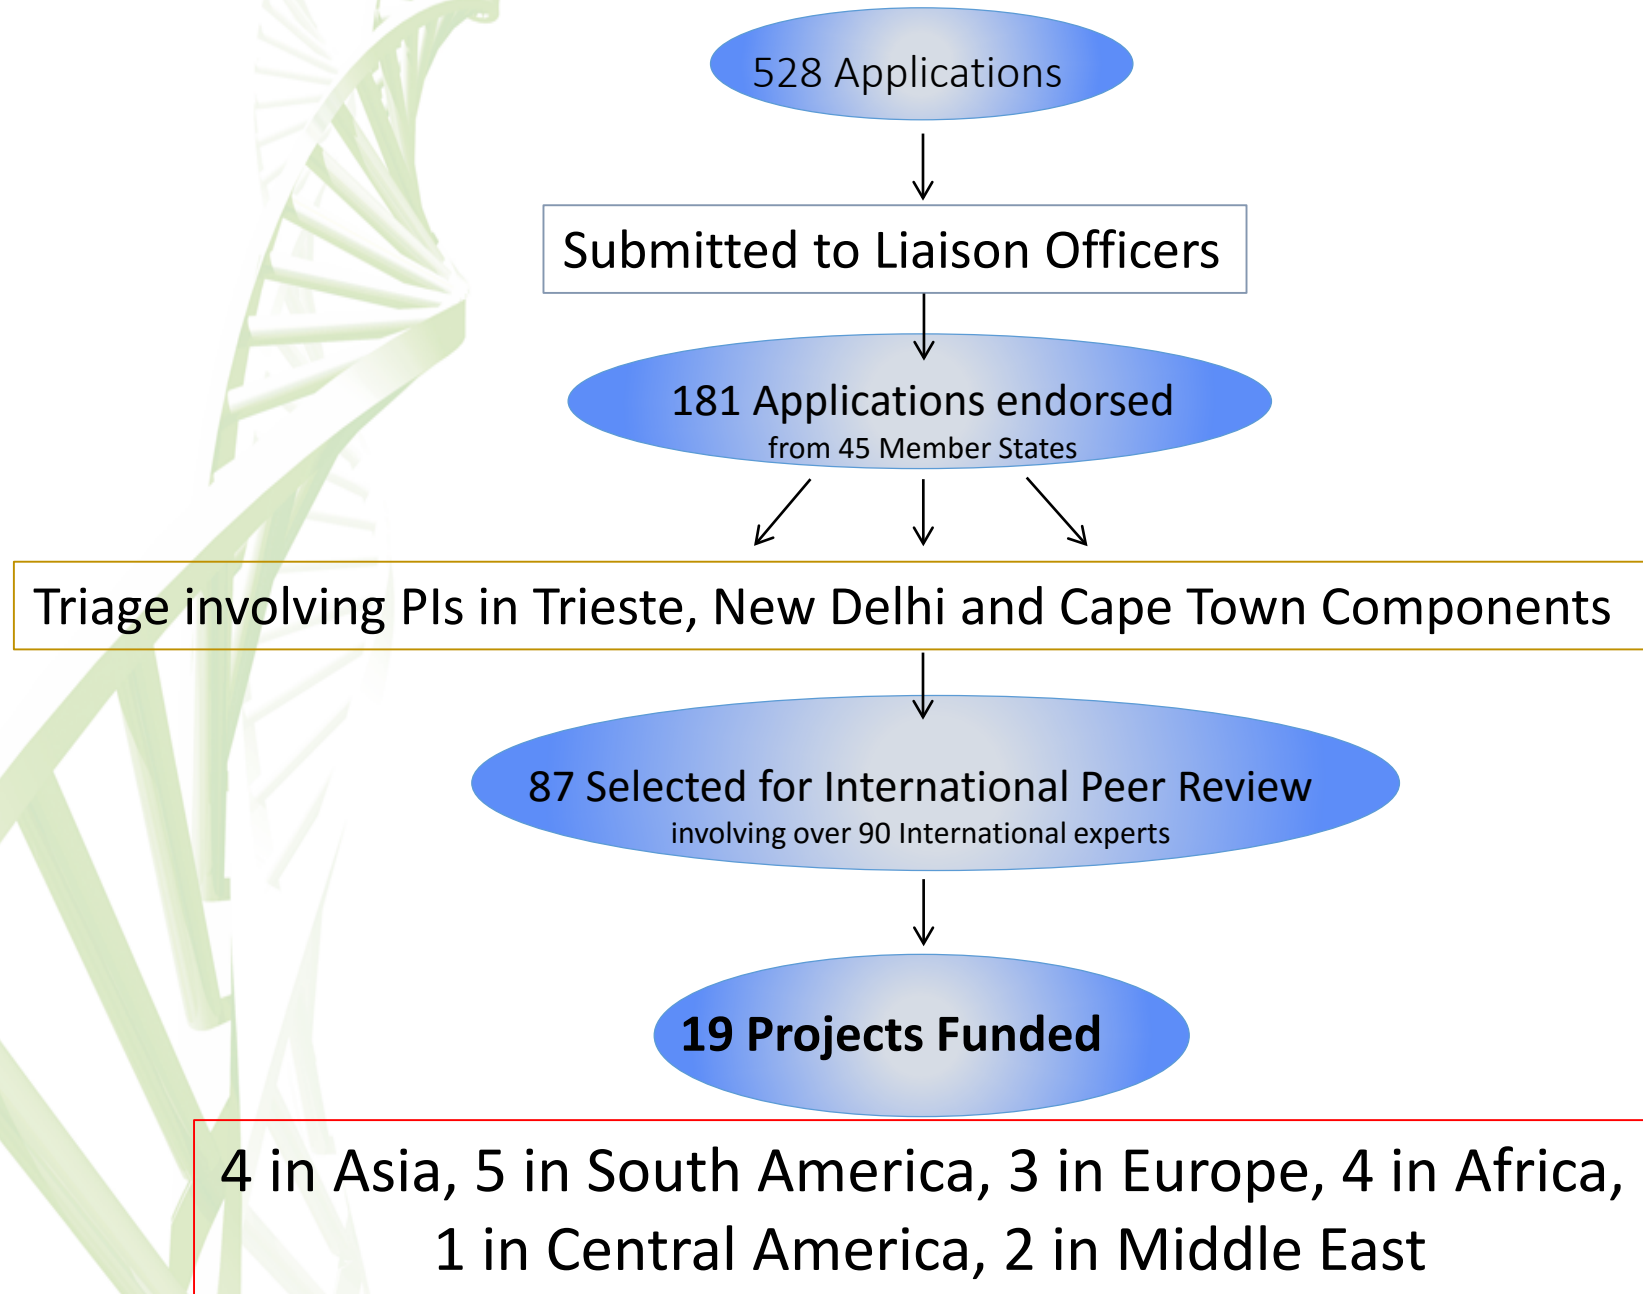 528 Applications
Submitted to Liaison Officers
181 Applications endorsed
from 45 Member States
Triage involving PIs in Trieste, New Delhi and Cape Town Components
87 Selected for International Peer Review
involving over 90 International experts
19 Projects Funded
4 in Asia, 5 in South America, 3 in Europe, 4 in Africa,
1 in Central America, 2 in Middle East